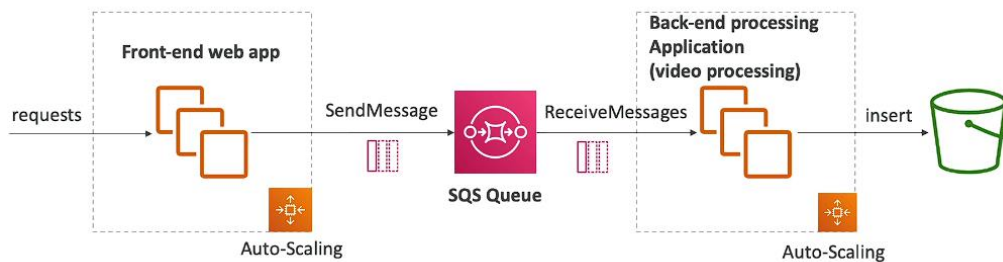 Front-end web app
Back-end processing
Application
(video processing)
requests
SendMessage
ReceiveMessages
insert
SQS Queue
Auto-Scaling
Auto-Scaling